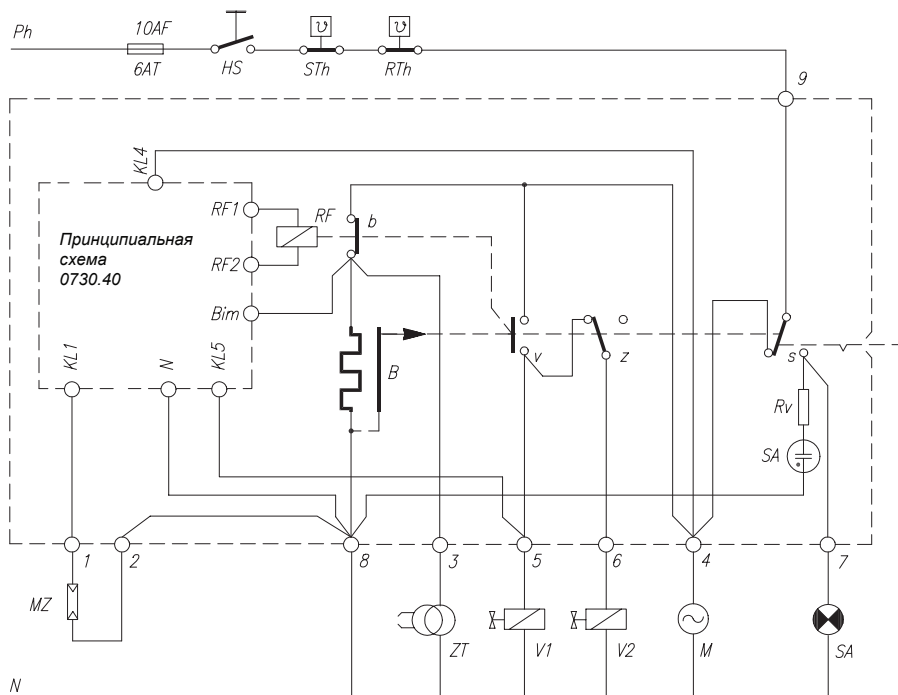 Ph
10AF
6AT
HS
STh
RTh
9
KL4
RF1
RF
b
Принципиальная
схема
0730.40
RF2
Bim
KL1
N
KL5
B
v
z
s
Rv
SA
1
2
8
3
5
6
4
7
MZ
ZT
V1
V2
M
SA
N